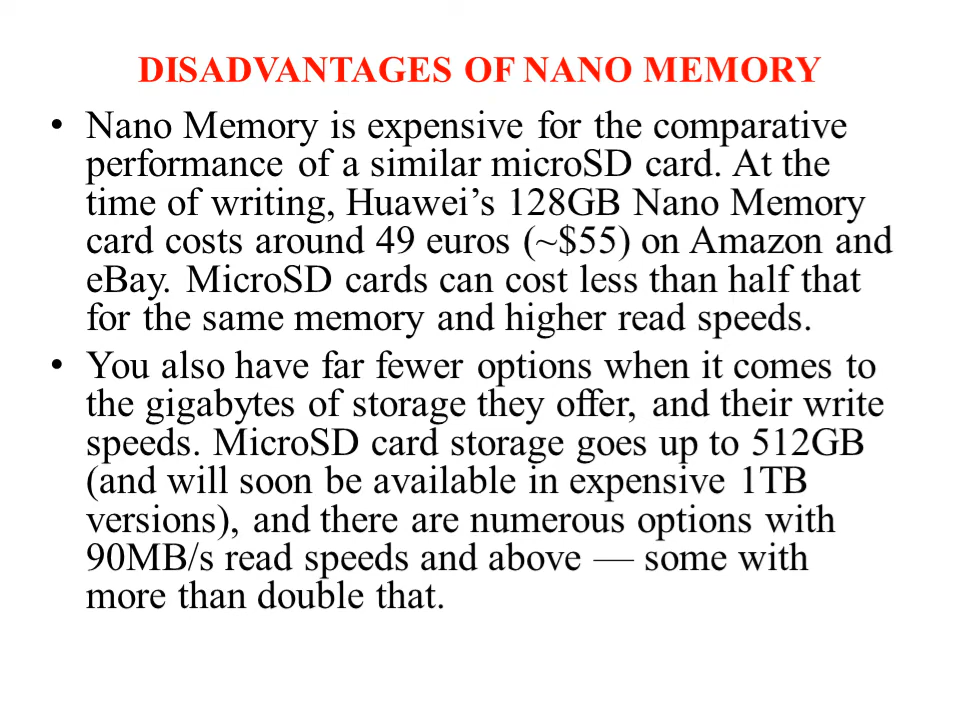 DISADVANTAGES OF NANO MEMORY
• Nano Memory is expensive for the comparative
performance of a similar microSD card. At the
time of writing, Huawei’s 128GB Nano Memory
card costs around 49 euros (~$55) on Amazon and
eBay. MicroSD cards can cost less than half that
for the same memory and higher read speeds.
• You also have far fewer options when it comes to
the gigabytes of storage they offer, and their write
speeds. MicroSD card storage goes up to 512GB
(and will soon be available in expensive 1TB
versions), and there are numerous options with
90MB/s read speeds and above — some with
more than double that.